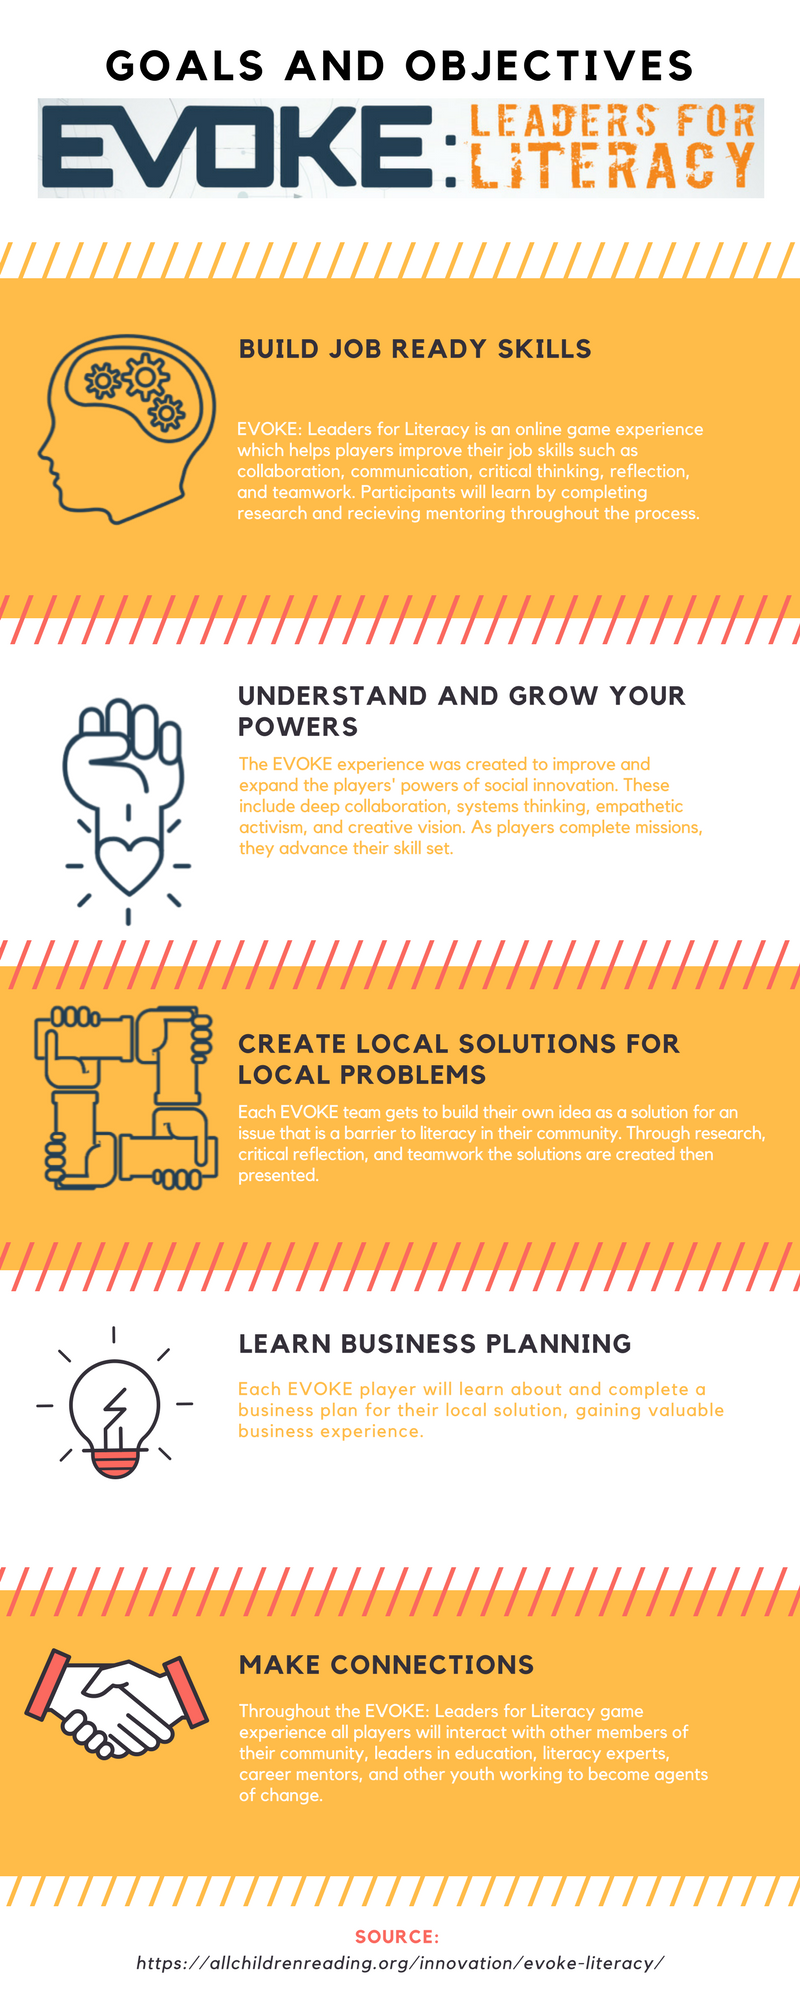 GOALS AND OBJECTIVES
EVOKE: LEADERS FOR LITERACY
BUILD JOB READY SKILLS
EVOKE: Leaders for Literacy is an online game experience
which helps players improve their job skills such as
collaboration, communication, critical thinking, reflection,
and teamwork. Participants will learn by completing
research and recieving mentoring throughout the process.
UNDERSTAND AND GROW YOUR
POWERS
The EVOKE experience was created to improve and
expand the players' powers of social innovation. These
include deep collaboration, systems thinking, empathetic
activism, and creative vision. As players complete missions,
they advance their skill set.
CREATE LOCAL SOLUTIONS FOR
LOCAL PROBLEMS
Each EVOKE team gets to build their own idea as a solution for an
issue that is a barrier to literacy in their community. Through research,
critical reflection, and teamwork the solutions are created then
presented.
LEARN BUSINESS PLANNING
Each EVOKE player will learn about and complete a
business plan for their local solution, gaining valuable
business experience.
MAKE CONNECTIONS
Throughout the EVOKE: Leaders for Literacy game
experience all players will interact with other members of
their community, leaders in education, literacy experts,
career mentors, and other youth working to become agents
of change.
SOURCE:
https://allchildrenreading.org/innovation/evoke-literacy/